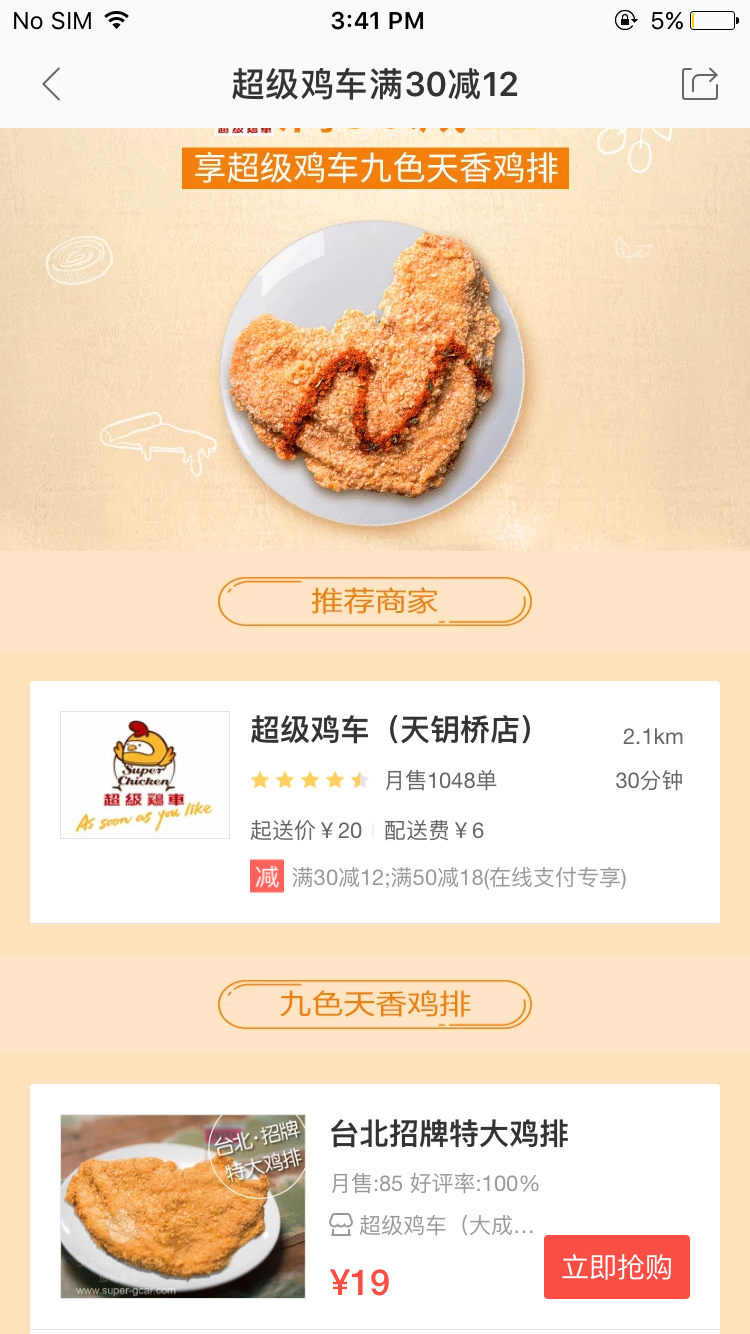 No SIM 3:41 PM 5%
超级鸡车满30减12
享超级鸡车九色天香鸡排
推荐商家
Super
Chicken
超級鷄車
As soon as you like
超级鸡车（天钥桥店）
2.1km
月售1048单
30分钟
起送价￥20 配送费￥6
减 满30减12;满50减18(在线支付专享)
九色天香鸡排
台北·招牌
特大鸡排
www.super-gcar.com
台北招牌特大鸡排
月售:85 好评率:100%
超级鸡车（大成…
¥19
立即抢购